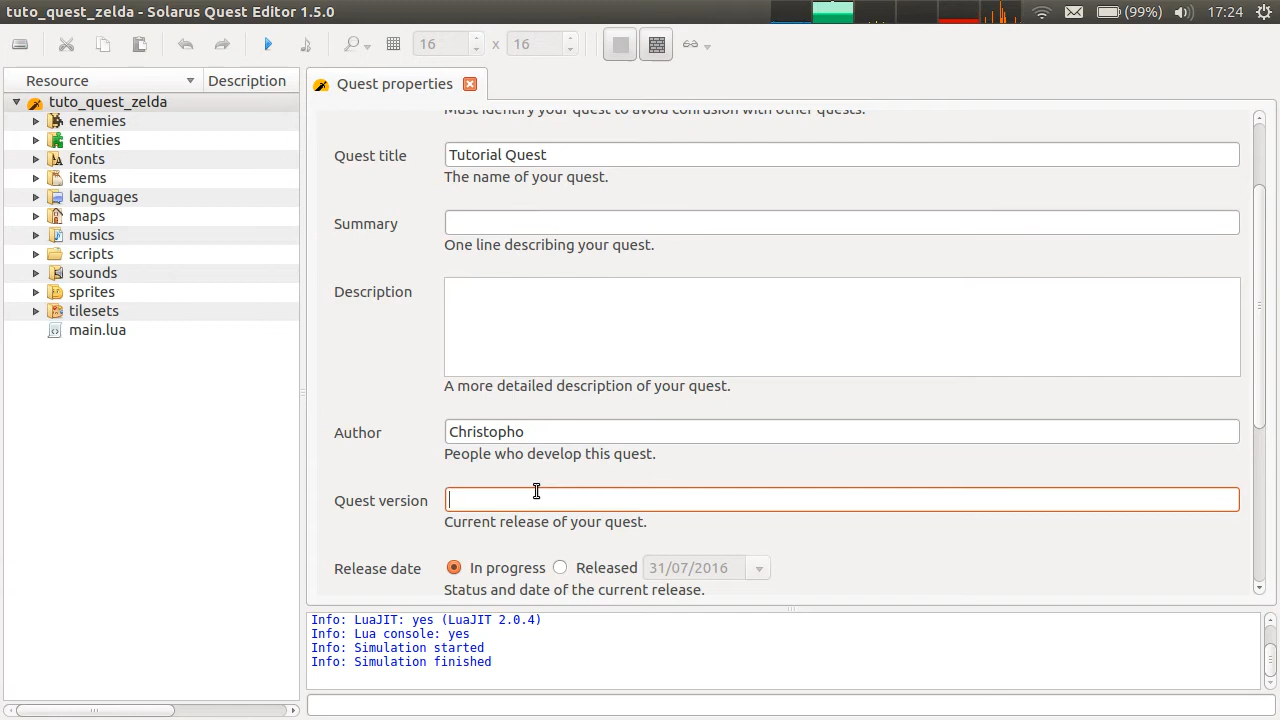 tuto_quest_zelda - Solarus Quest Editor 1.5.0
(99%)
17:24
16
x
16
Resource
Description
tuto_quest_zelda
enemies
entities
fonts
items
languages
maps
musics
scripts
sounds
sprites
tilesets
main.lua
Quest properties
Must identify your quest to avoid confusion with other quests.
Quest title
Tutorial Quest
The name of your quest.
Summary
One line describing your quest.
Description
A more detailed description of your quest.
Author
Christopho
People who develop this quest.
Quest version
Current release of your quest.
Release date
In progress
Released
31/07/2016
Status and date of the current release.
Info: LuaJIT: yes (LuaJIT 2.0.4)
Info: Lua console: yes
Info: Simulation started
Info: Simulation finished